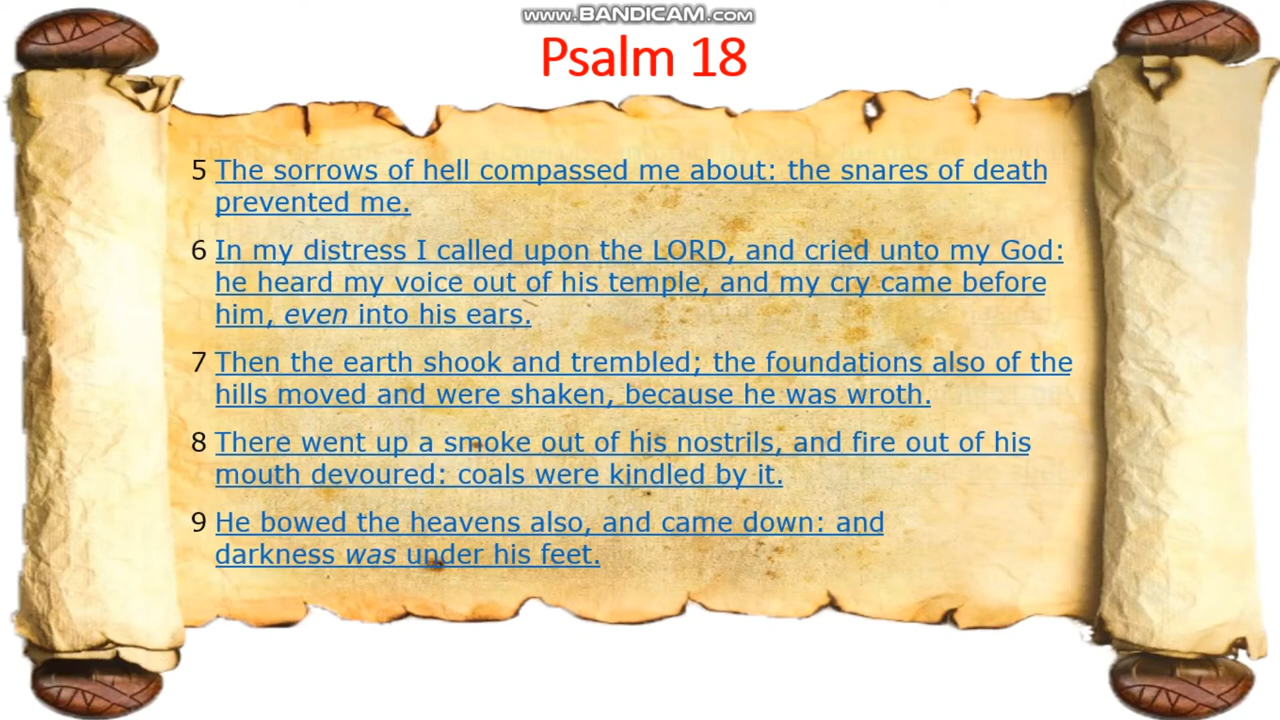 www.BANDICAM.com
Psalm 18
5 The sorrows of hell compassed me about: the snares of death
prevented me.
6 In my distress I called upon the LORD, and cried unto my God:
he heard my voice out of his temple, and my cry came before
him, even into his ears.
7 Then the earth shook and trembled; the foundations also of the
hills moved and were shaken, because he was wroth.
8 There went up a smoke out of his nostrils, and fire out of his
mouth devoured: coals were kindled by it.
9 He bowed the heavens also, and came down: and
darkness was under his feet.